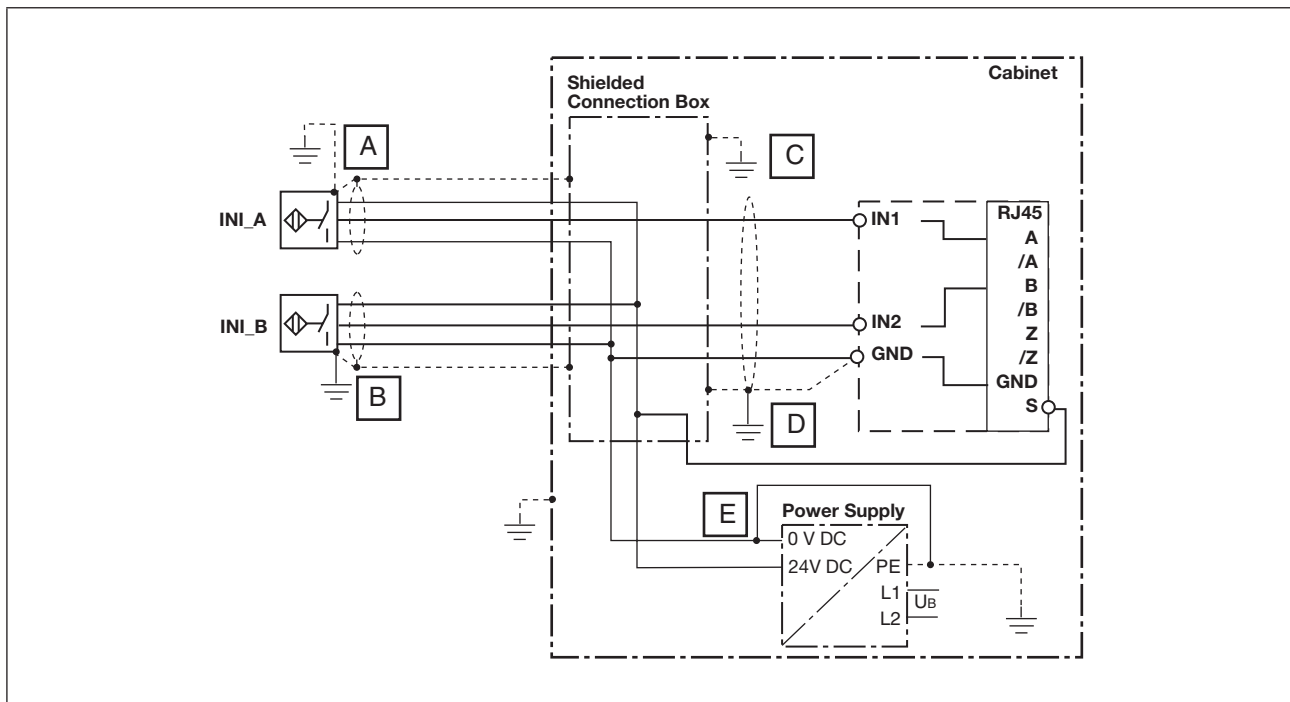 Cabinet
Shielded
Connection Box
A
C
INI_A
IN1
RJ45
A
/A
B
/B
Z
/Z
GND
S
INI_B
IN2
GND
B
D
E
Power Supply
0 V DC
24V DC
PE
L1
UB
L2